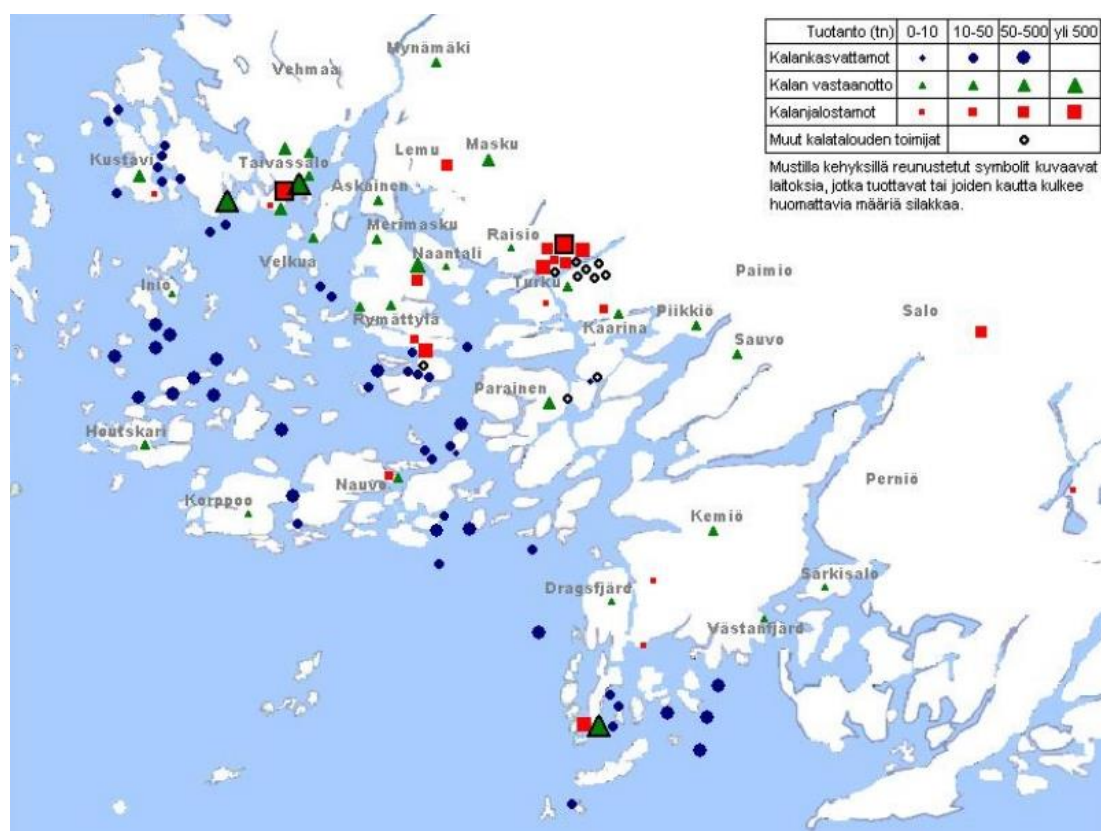 Tuotanto (tn) 0-10 10-50 50-500 yli 500
Kalankasvattamot
Kalan vastaanotto
Kalanjalostamot
Muut kalatalouden toimijat
Mustilla kehyksillä reunustetut symbolit kuvaavat
laitoksia, jotka tuottavat tai joiden kautta kulkee
huomattavia määriä silakkaa.
Mynämäki
Vehmaa
Masku
Lemu
Kustavi
Taivassalo
Askainen
Merimasku
Raisio
Naantali
Velkua
Paimio
Turku
Iniö
Salo
Piikkiö
Rymättylä
Kaarina
Sauvo
Parainen
Houtskari
Perniö
Nauvo
Korppoo
Kemiö
Särkisalo
Dragsfjärd
Västanfjärd